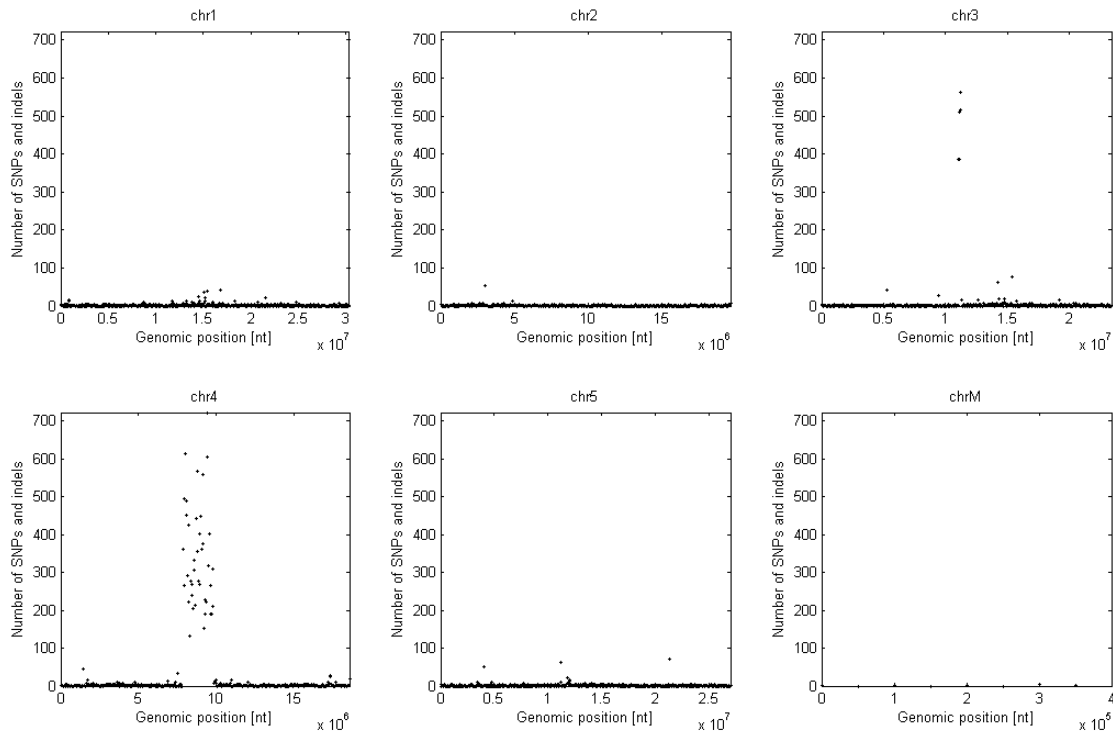 chr1
chr2
chr3
700
600
500
400
300
200
100
0
Number of SNPs and indels
0 0.5 1 1.5 2 2.5 3
Genomic position [nt]
x 10^7
700
600
500
400
300
200
100
0
Number of SNPs and indels
0 5 10 15
Genomic position [nt]
x 10^6
700
600
500
400
300
200
100
0
Number of SNPs and indels
0 0.5 1 1.5 2
Genomic position [nt]
x 10^7
chr4
chr5
chrM
700
600
500
400
300
200
100
0
Number of SNPs and indels
0 5 10 15
Genomic position [nt]
x 10^6
700
600
500
400
300
200
100
0
Number of SNPs and indels
0 0.5 1 1.5 2 2.5
Genomic position [nt]
x 10^7
700
600
500
400
300
200
100
0
Number of SNPs and indels
0 1 2 3 4
Genomic position [nt]
x 10^5